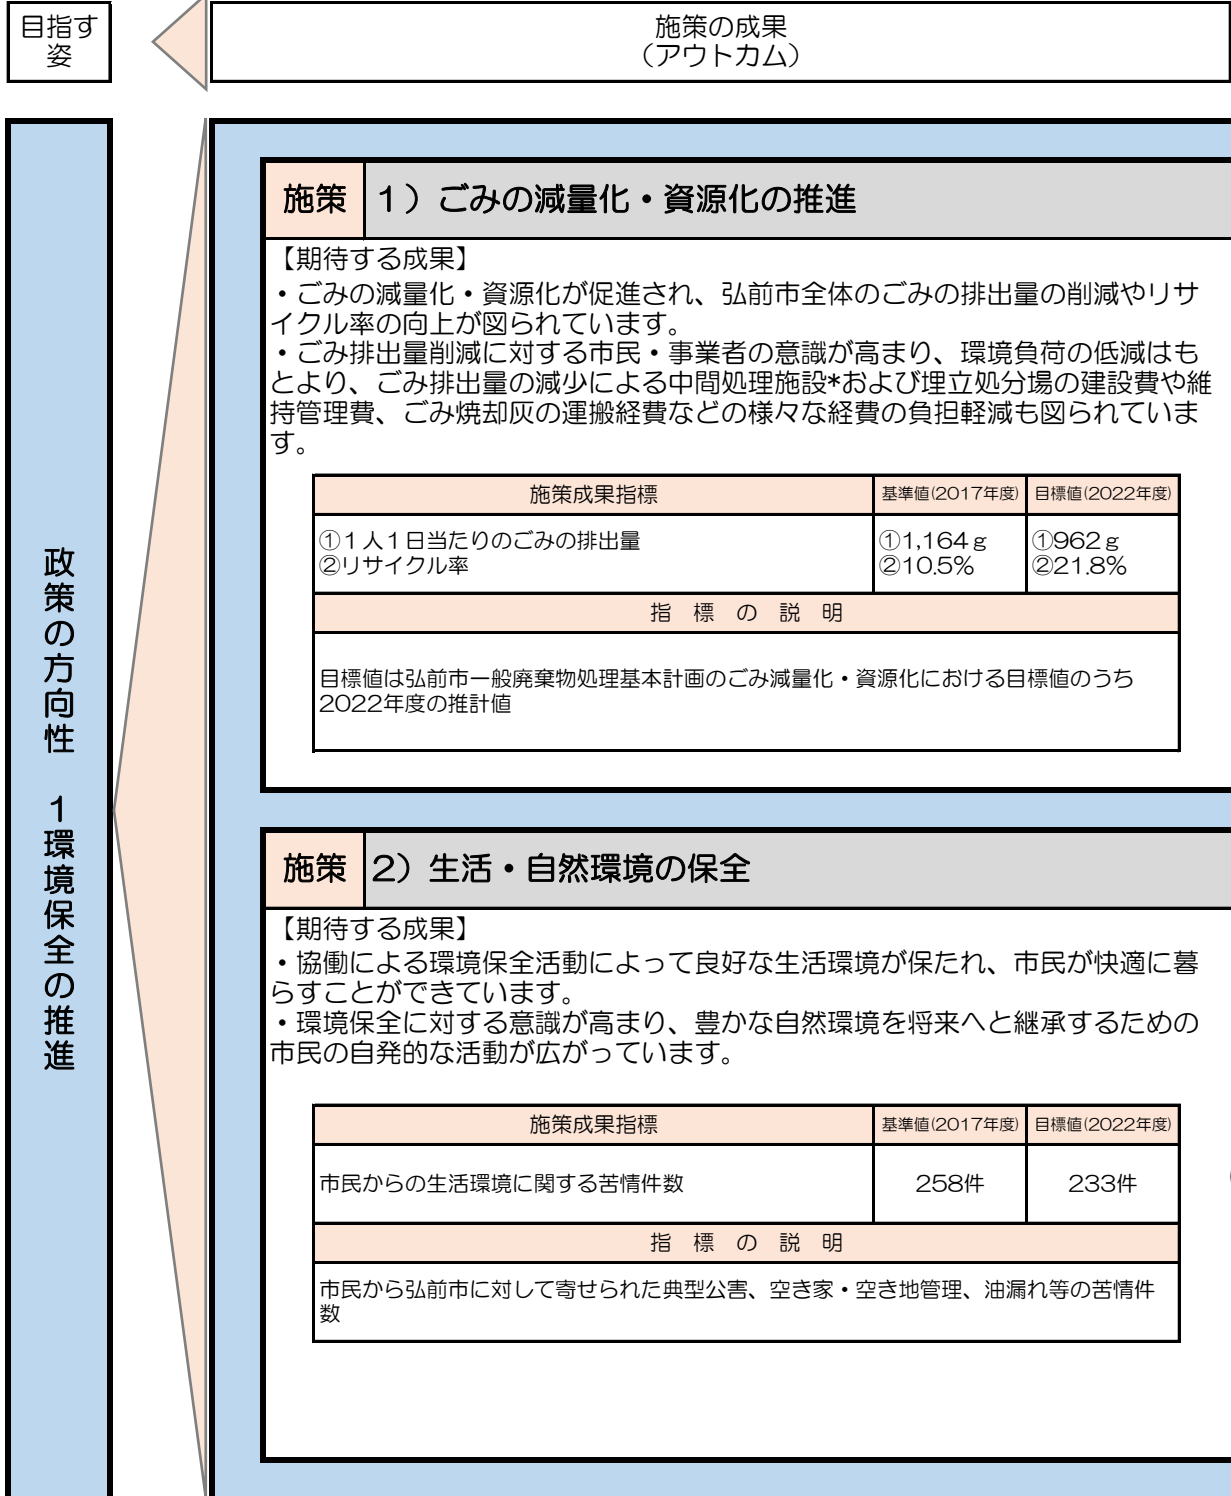 目指す
姿
施策の成果
（アウトカム）
政策の方向性　１環境保全の推進
施策
１）ごみの減量化・資源化の推進
【期待する成果】
・ごみの減量化・資源化が促進され、弘前市全体のごみの排出量の削減やリサ
イクル率の向上が図られています。
・ごみ排出量削減に対する市民・事業者の意識が高まり、環境負荷の低減はも
とより、ごみ排出量の減少による中間処理施設*および埋立処分場の建設費や維
持管理費、ごみ焼却灰の運搬経費などの様々な経費の負担軽減も図られていま
す。
施策成果指標　基準値(2017年度)　目標値(2022年度)
①１人１日当たりのごみの排出量　①1,164ｇ　①962ｇ
②リサイクル率　②10.5%　②21.8%
指　標　の　説　明
目標値は弘前市一般廃棄物処理基本計画のごみ減量化・資源化における目標値のうち
2022年度の推計値
施策
2）生活・自然環境の保全
【期待する成果】
・協働による環境保全活動によって良好な生活環境が保たれ、市民が快適に暮
らすことができています。
・環境保全に対する意識が高まり、豊かな自然環境を将来へと継承するための
市民の自発的な活動が広がっています。
施策成果指標　基準値(2017年度)　目標値(2022年度)
市民からの生活環境に関する苦情件数　258件　233件
指　標　の　説　明
市民から弘前市に対して寄せられた典型公害、空き家・空き地管理、油漏れ等の苦情件
数